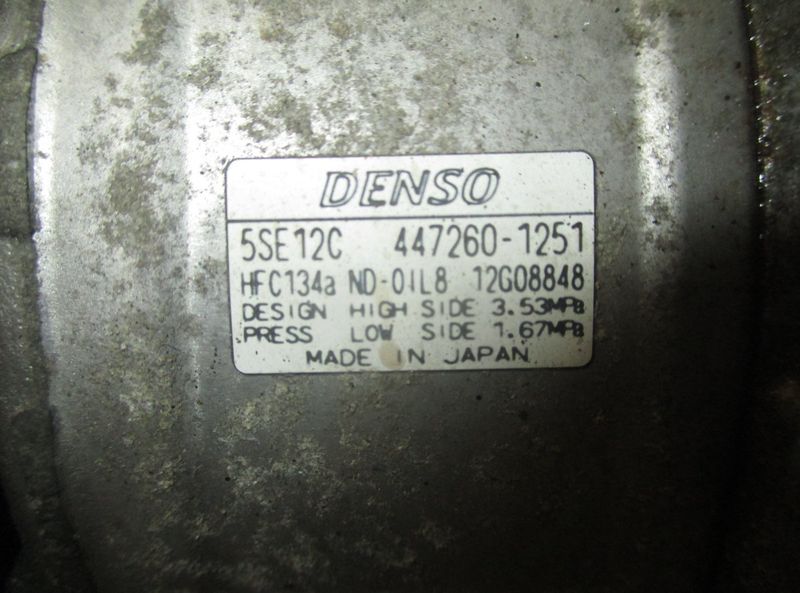 DENSO
5SE12C 447260-1251
HFC134a ND-OIL8 12G08848
DESIGN HIGH SIDE 3.53MPa
PRESS LOW SIDE 1.67MPa
MADE IN JAPAN